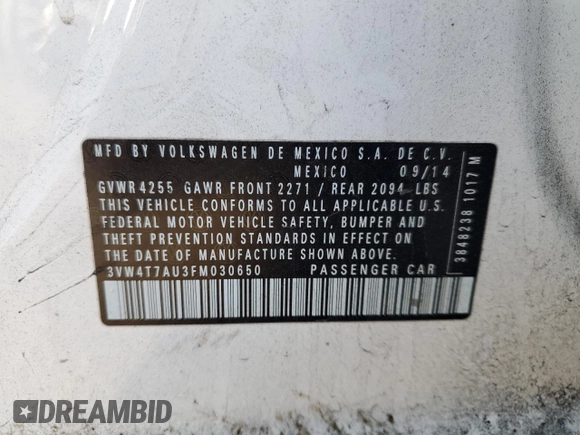 MFD BY VOLKSWAGEN DE MEXICO S.A. DE C.V.
MEXICO 09/14
GVWR 4255 GAWR FRONT 2271 / REAR 2094 LBS
THIS VEHICLE CONFORMS TO ALL APPLICABLE U.S.
FEDERAL MOTOR VEHICLE SAFETY, BUMPER AND
THEFT PREVENTION STANDARDS IN EFFECT ON
THE DATE OF MANUFACTURE SHOWN ABOVE.
3VW4T7AU3FM030650 PASSENGER CAR
3848238 1017 M
DREAMBID